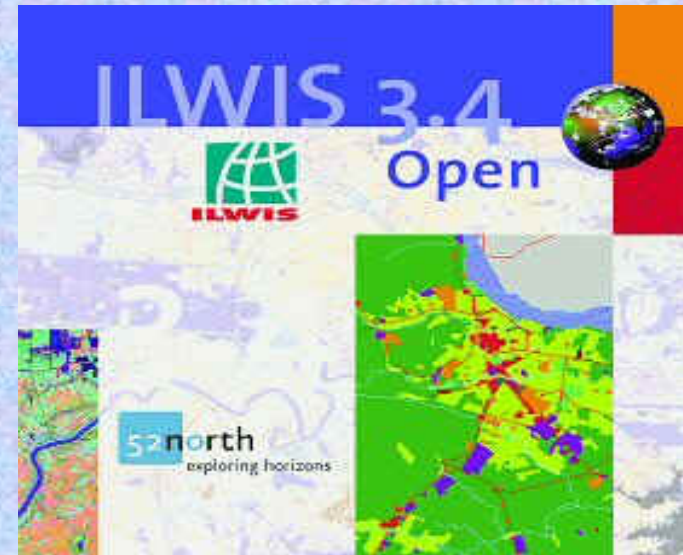 ILWIS 3.4
Open
ILWIS
52north
exploring horizons